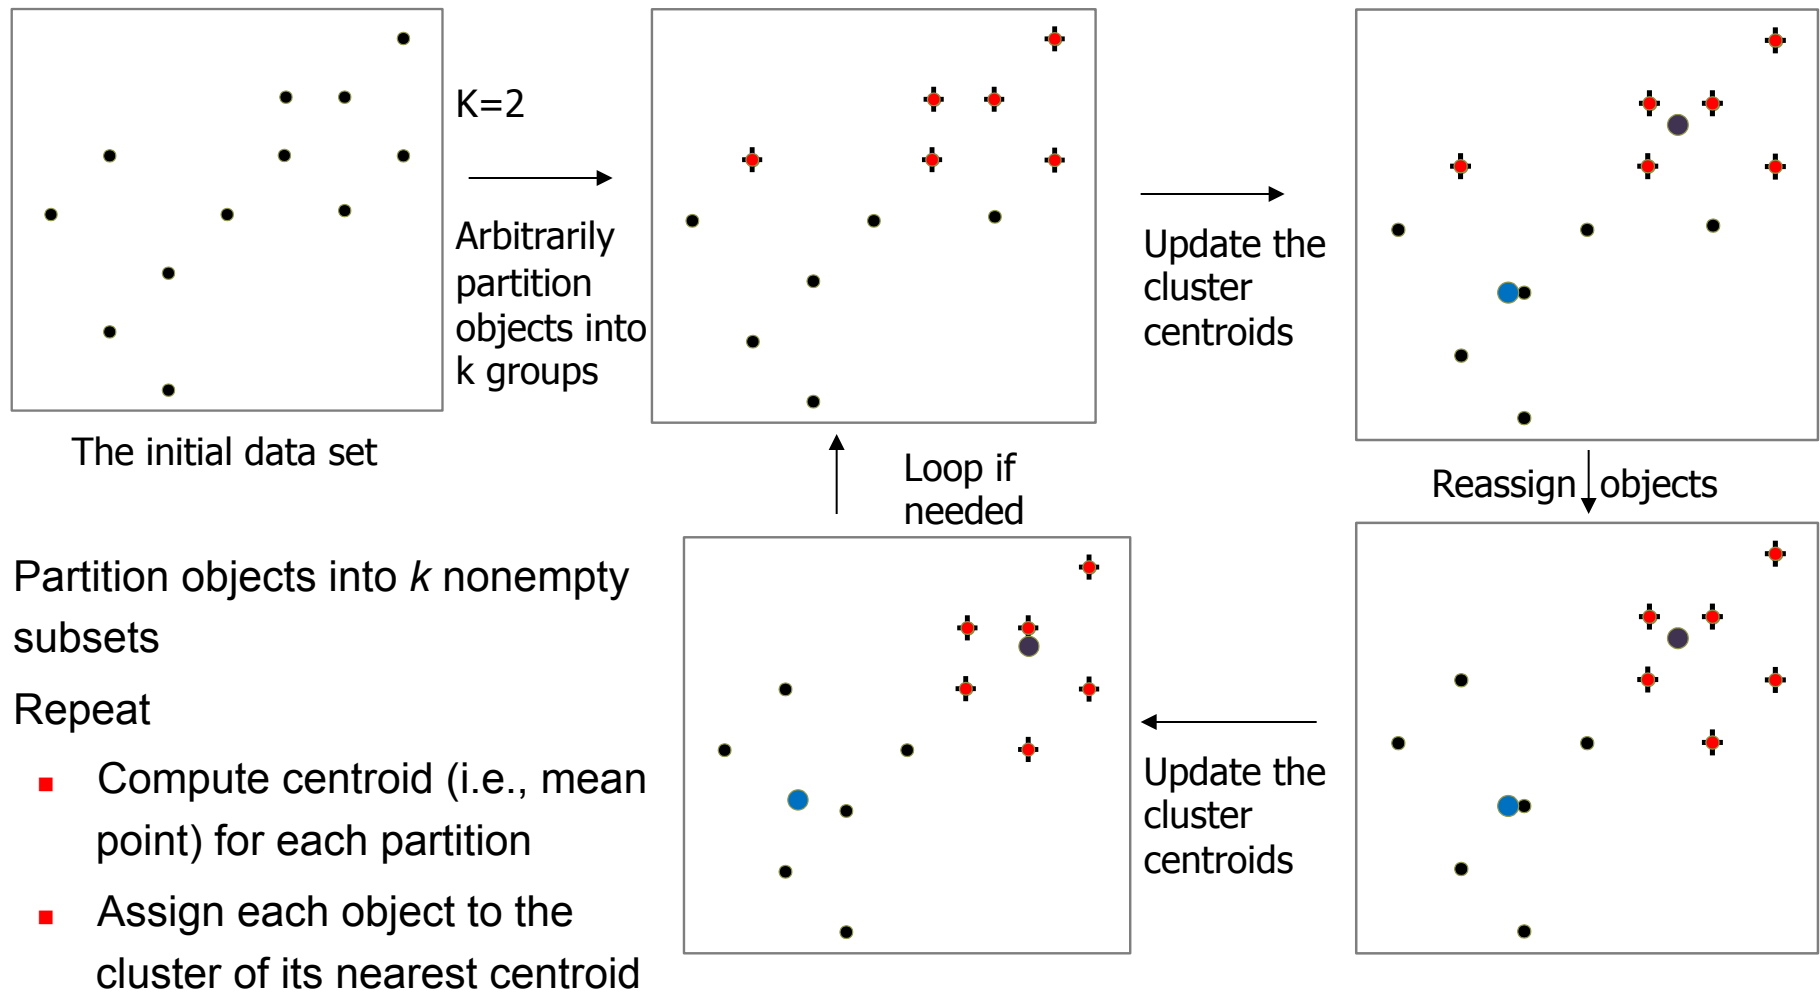 K=2
Arbitrarily
partition
objects into
k groups
The initial data set
Update the
cluster
centroids
Reassign objects
Loop if
needed
Update the
cluster
centroids
Partition objects into k nonempty
subsets
Repeat
Compute centroid (i.e., mean
point) for each partition
Assign each object to the
cluster of its nearest centroid